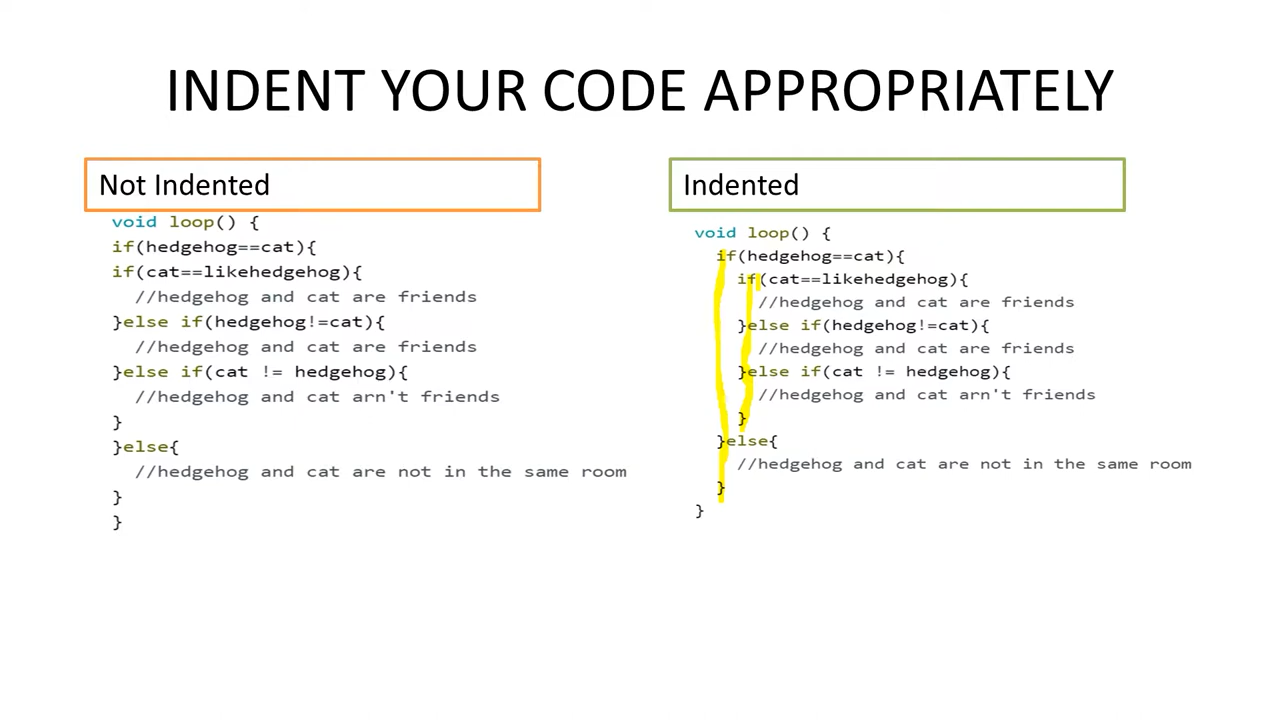 INDENT YOUR CODE APPROPRIATELY
Not Indented
void loop() {
if(hedgehog==cat){
if(cat==likehedgehog){
//hedgehog and cat are friends
}else if(hedgehog!=cat){
//hedgehog and cat are friends
}else if(cat != hedgehog){
//hedgehog and cat arn't friends
}
}else{
//hedgehog and cat are not in the same room
}
}
Indented
void loop() {
if(hedgehog==cat){
if(cat==likehedgehog){
//hedgehog and cat are friends
}else if(hedgehog!=cat){
//hedgehog and cat are friends
}else if(cat != hedgehog){
//hedgehog and cat arn't friends
}
}else{
//hedgehog and cat are not in the same room
}
}